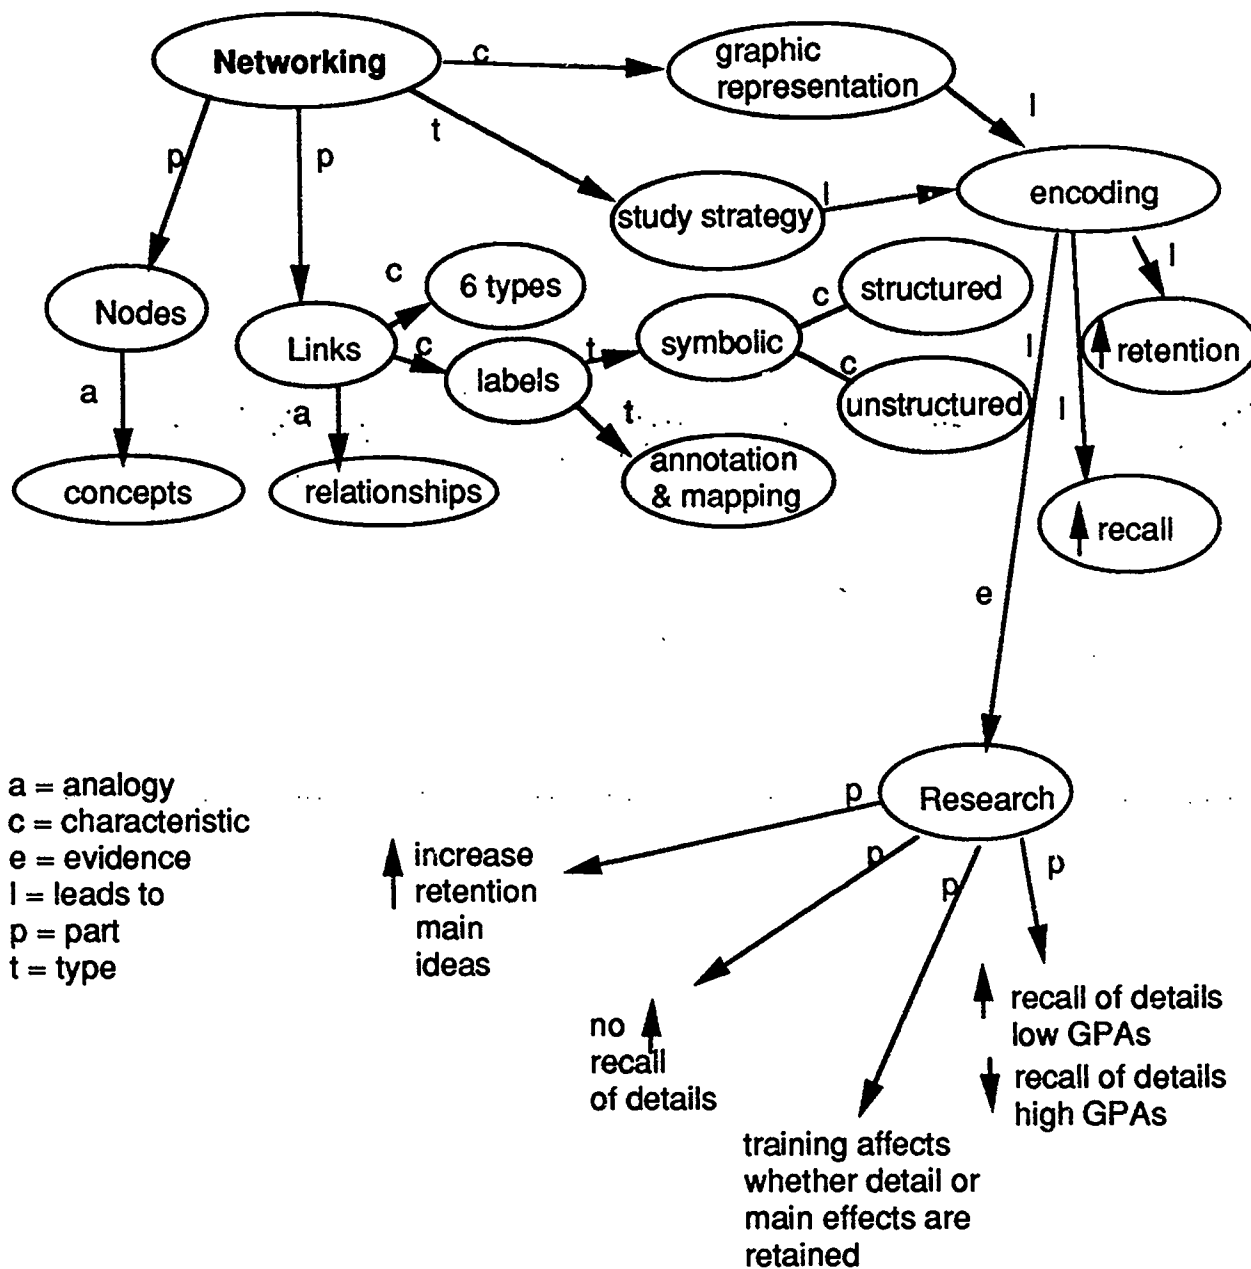 Networking
c
graphic
representation
l
t
p
p
study strategy
l
encoding
l
Nodes
c
6 types
c
structured
Links
c
labels
t
symbolic
c
unstructured
l
l
retention
a
a
t
concepts
relationships
annotation
& mapping
recall
e
a = analogy
c = characteristic
e = evidence
l = leads to
p = part
t = type
Research
p
p
p
p
increase
retention
main
ideas
no
recall
of details
training affects
whether detail or
main effects are
retained
recall of details
low GPAs
recall of details
high GPAs